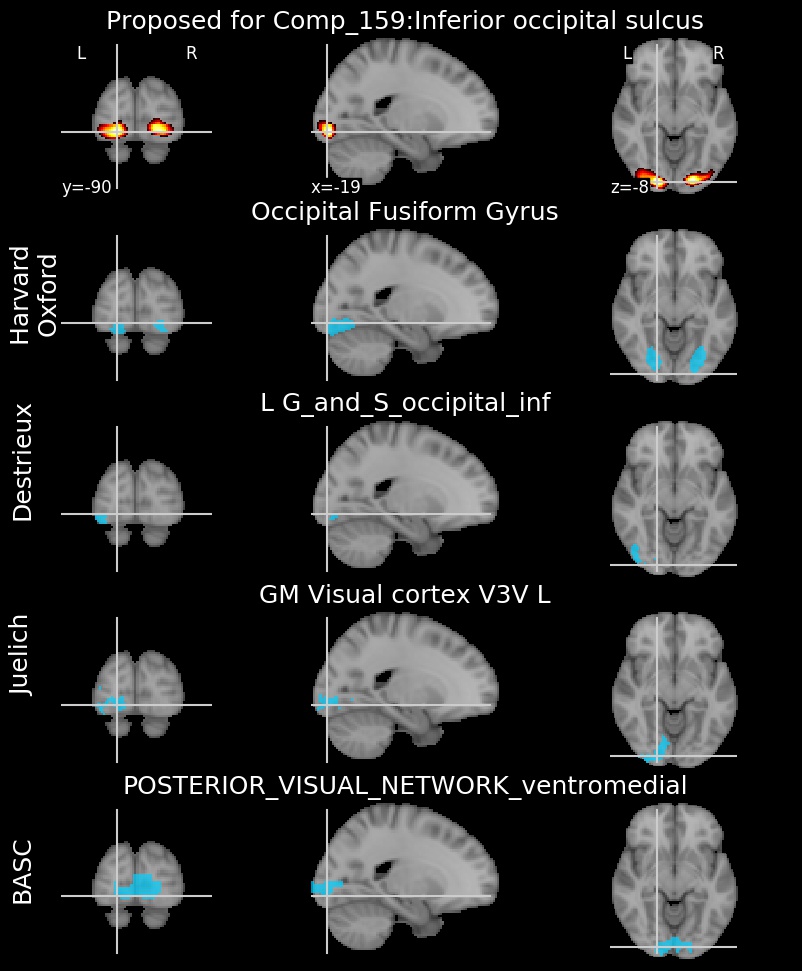 Proposed for Comp_159:Inferior occipital sulcus
L R
L R
y=-90
x=-19
z=-8
Occipital Fusiform Gyrus
Harvard
Oxford
L G_and_S_occipital_inf
Destrieux
GM Visual cortex V3V L
Juelich
POSTERIOR_VISUAL_NETWORK_ventromedial
BASC